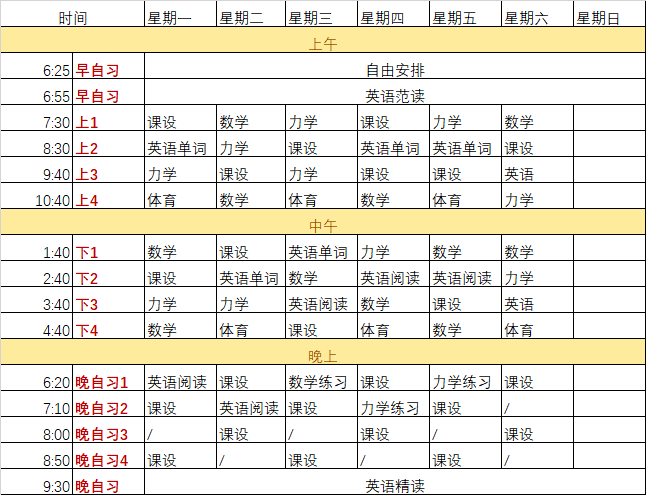 时间 星期一 星期二 星期三 星期四 星期五 星期六 星期日
上午
6:25 早自习 自由安排
6:55 早自习 英语范读
7:30 上1 课设 数学 力学 课设 力学 数学
8:30 上2 英语单词 力学 课设 英语单词 英语单词 课设
9:40 上3 力学 课设 力学 课设 课设 英语
10:40 上4 体育 数学 体育 数学 体育 力学
中午
1:40 下1 数学 课设 英语单词 力学 数学 数学
2:40 下2 课设 英语单词 数学 英语阅读 英语阅读 力学
3:40 下3 力学 力学 英语阅读 数学 课设 英语
4:40 下4 数学 体育 课设 体育 数学 体育
晚上
6:20 晚自习1 英语阅读 课设 数学练习 课设 力学练习 课设
7:10 晚自习2 课设 英语阅读 课设 力学练习 课设 /
8:00 晚自习3 / 课设 / 课设 / 课设
8:50 晚自习4 课设 / 课设 / 课设 /
9:30 晚自习 英语精读